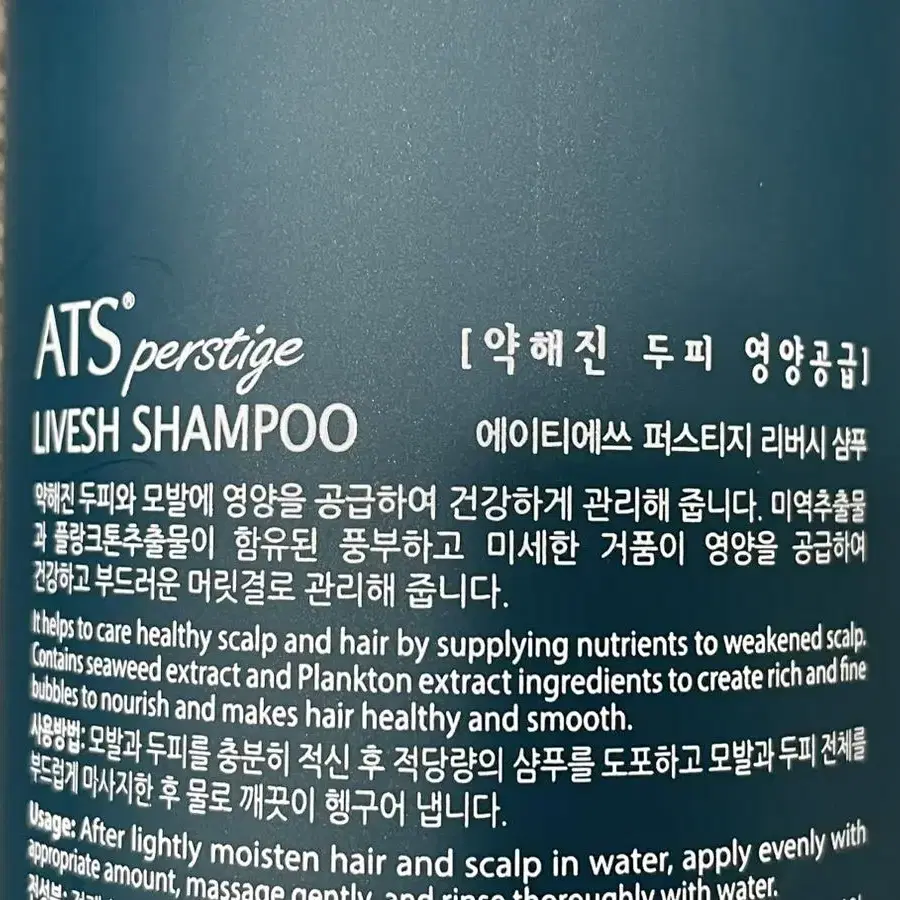 ATS® perstige
[약해진 두피 영양공급]
LIVESH SHAMPOO
에이티에쓰 퍼스티지 리버시 샴푸
약해진 두피와 모발에 영양을 공급하여 건강하게 관리해 줍니다. 미역추출물
과 플랑크톤추출물이 함유된 풍부하고 미세한 거품이 영양을 공급하여
건강하고 부드러운 머릿결로 관리해 줍니다.
It helps to care healthy scalp and hair by supplying nutrients to weakened scalp.
Contains seaweed extract and Plankton extract ingredients to create rich and fine
bubbles to nourish and makes hair healthy and smooth.
사용방법: 모발과 두피를 충분히 적신 후 적당량의 샴푸를 도포하고 모발과 두피 전체를
부드럽게 마사지한 후 물로 깨끗이 헹구어 냅니다.
Usage: After lightly moisten hair and scalp in water, apply evenly with
appropriate amount, massage gently, and rinse thoroughly with water.